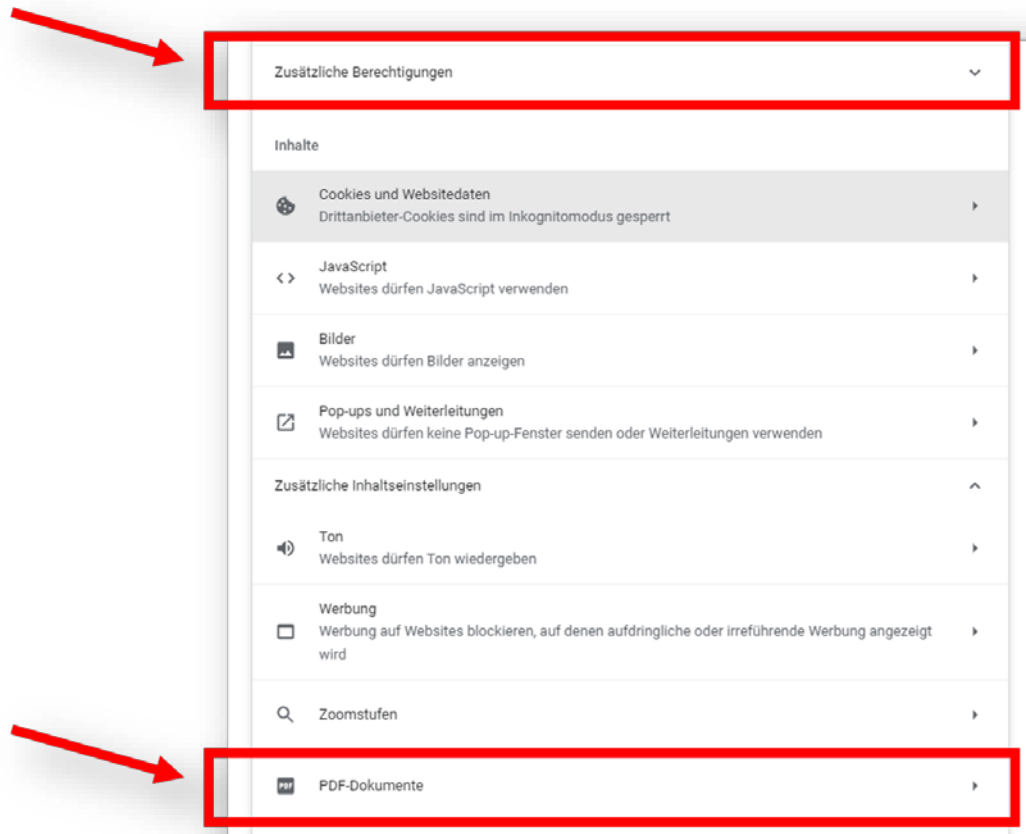 Zusätzliche Berechtigungen
Inhalte
Cookies und Websitedaten
Drittanbieter-Cookies sind im Inkognitomodus gesperrt
JavaScript
Websites dürfen JavaScript verwenden
Bilder
Websites dürfen Bilder anzeigen
Pop-ups und Weiterleitungen
Websites dürfen keine Pop-up-Fenster senden oder Weiterleitungen verwenden
Zusätzliche Inhaltseinstellungen
Ton
Websites dürfen Ton wiedergeben
Werbung
Werbung auf Websites blockieren, auf denen aufdringliche oder irreführende Werbung angezeigt
wird
Zoomstufen
PDF PDF-Dokumente